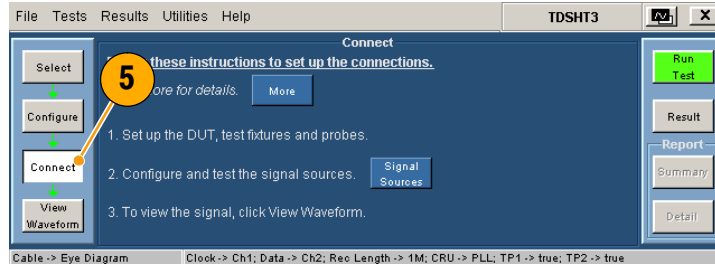 File Tests Results Utilities Help TDSHT3
Connect
these instructions to set up the connections.
ore for details. More
1. Set up the DUT, test fixtures and probes.
2. Configure and test the signal sources. Signal Sources
3. To view the signal, click View Waveform.
Select
Configure
Connect
View
Waveform
5
Run
Test
Result
Report
Summary
Detail
Cable -> Eye Diagram Clock -> Ch1; Data -> Ch2; Rec Length -> 1M; CRU -> PLL; TP1 -> true; TP2 -> true